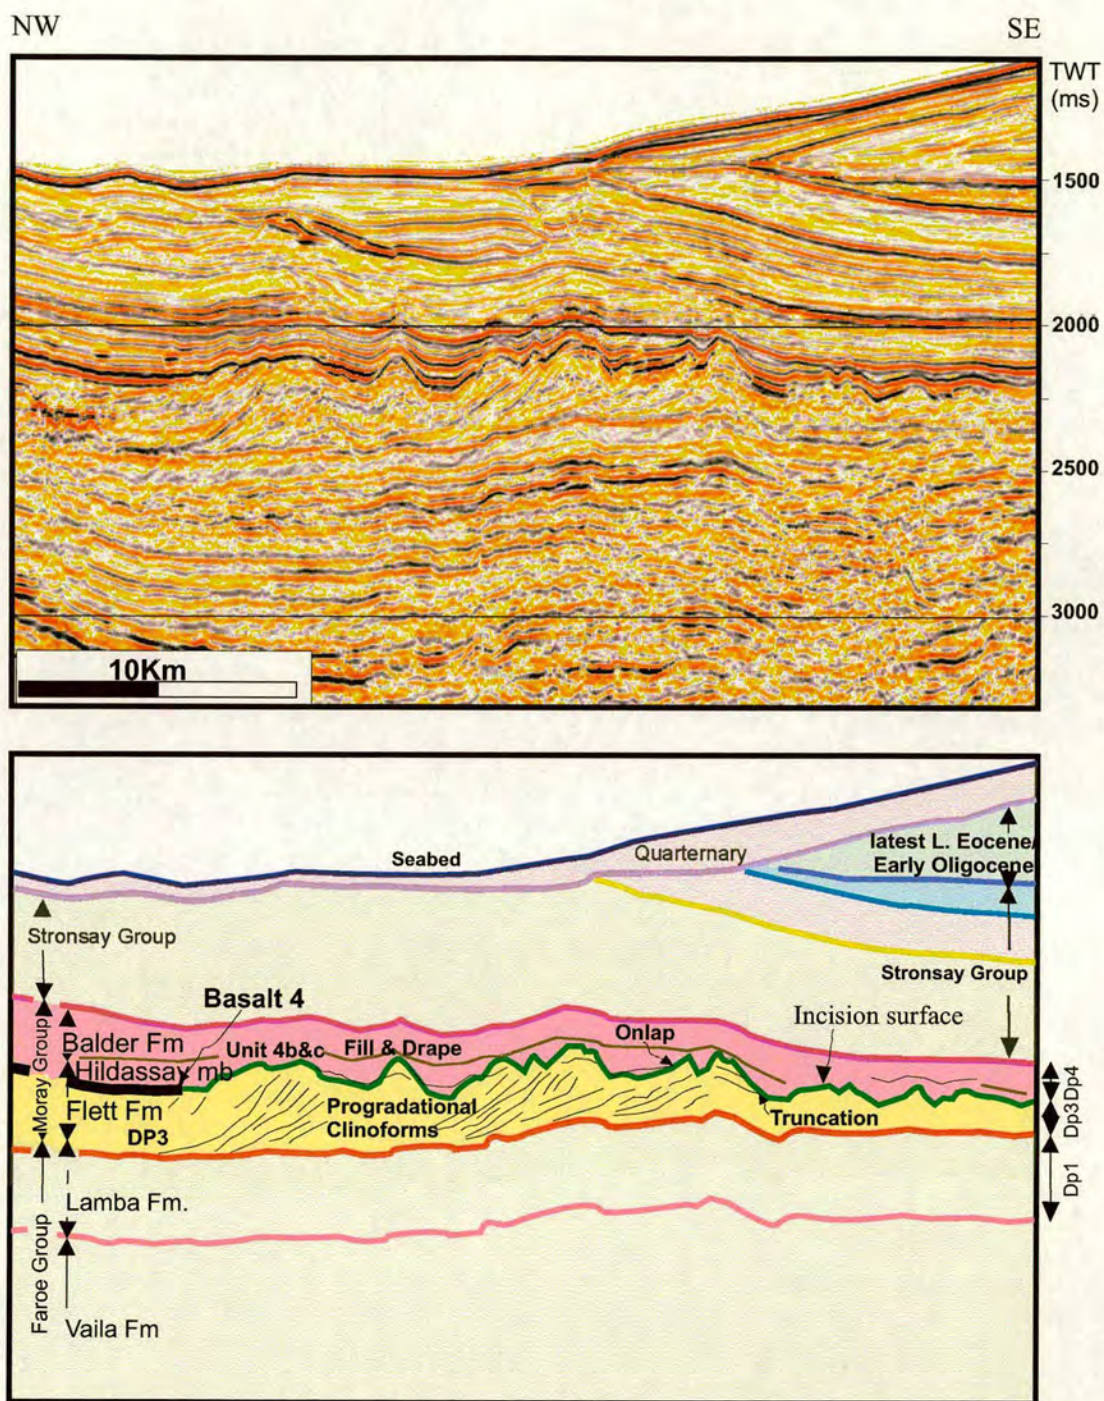 NW
SE
TWT
(ms)
1500
2000
2500
3000
10Km
Seabed
Quarternary
latest L. Eocene/
Early Oligocene
Stronsay Group
Stronsay Group
Basalt 4
Incision surface
Onlap
Balder Fm
Unit 4b&c
Fill & Drape
Hildassay mb
Moray Group
Flett Fm
DP3
Progradational
Clinoforms
Truncation
Dp4
Dp3
Dp1
Lamba Fm.
Faroe Group
Vaila Fm